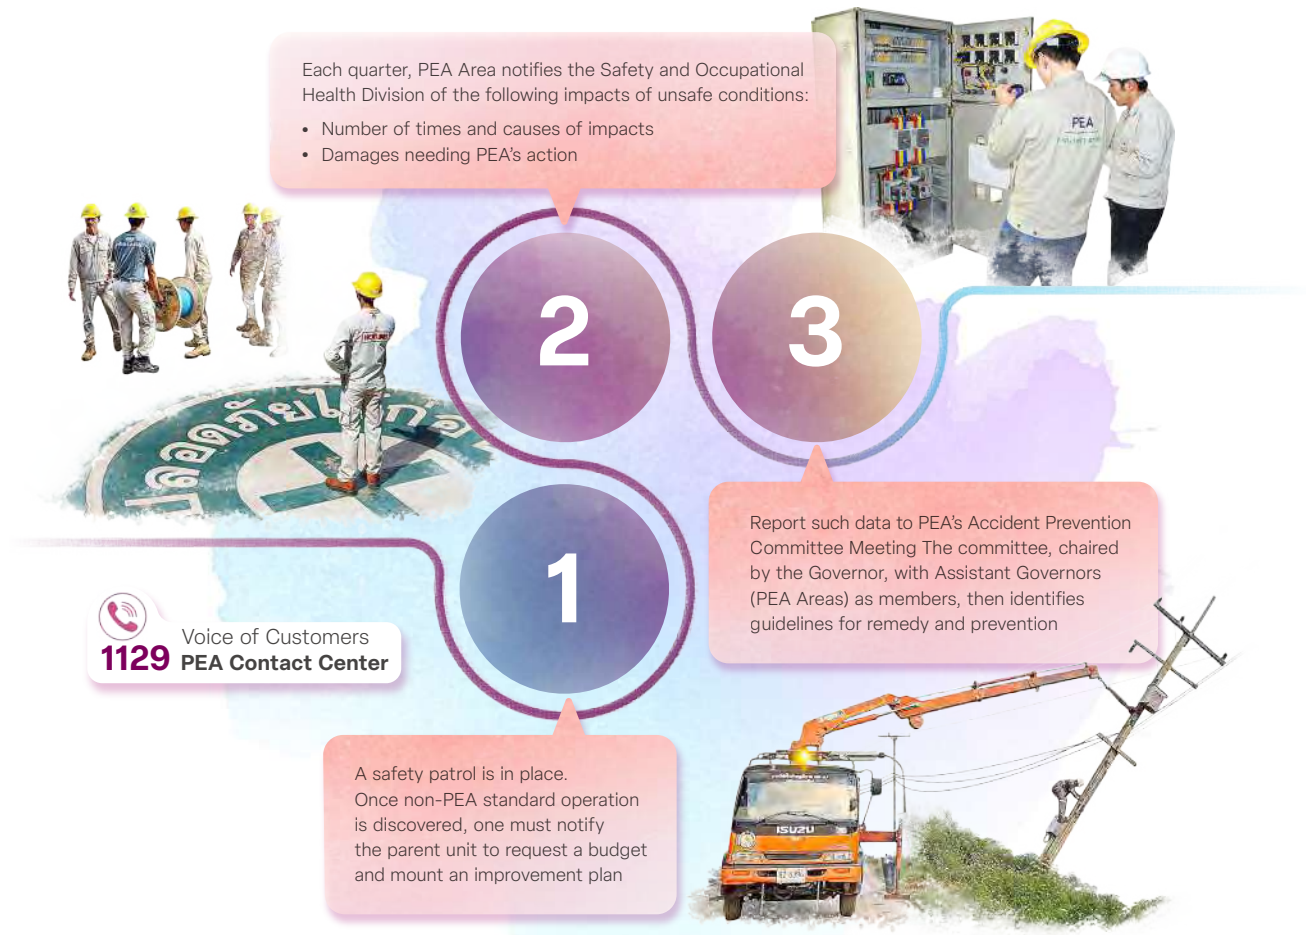 Each quarter, PEA Area notifies the Safety and Occupational
Health Division of the following impacts of unsafe conditions:
• Number of times and causes of impacts
• Damages needing PEA's action
PEA
2
3
1
Report such data to PEA's Accident Prevention
Committee Meeting The committee, chaired
by the Governor, with Assistant Governors
(PEA Areas) as members, then identifies
guidelines for remedy and prevention
Voice of Customers
1129 PEA Contact Center
A safety patrol is in place.
Once non-PEA standard operation
is discovered, one must notify
the parent unit to request a budget
and mount an improvement plan
ISUZU